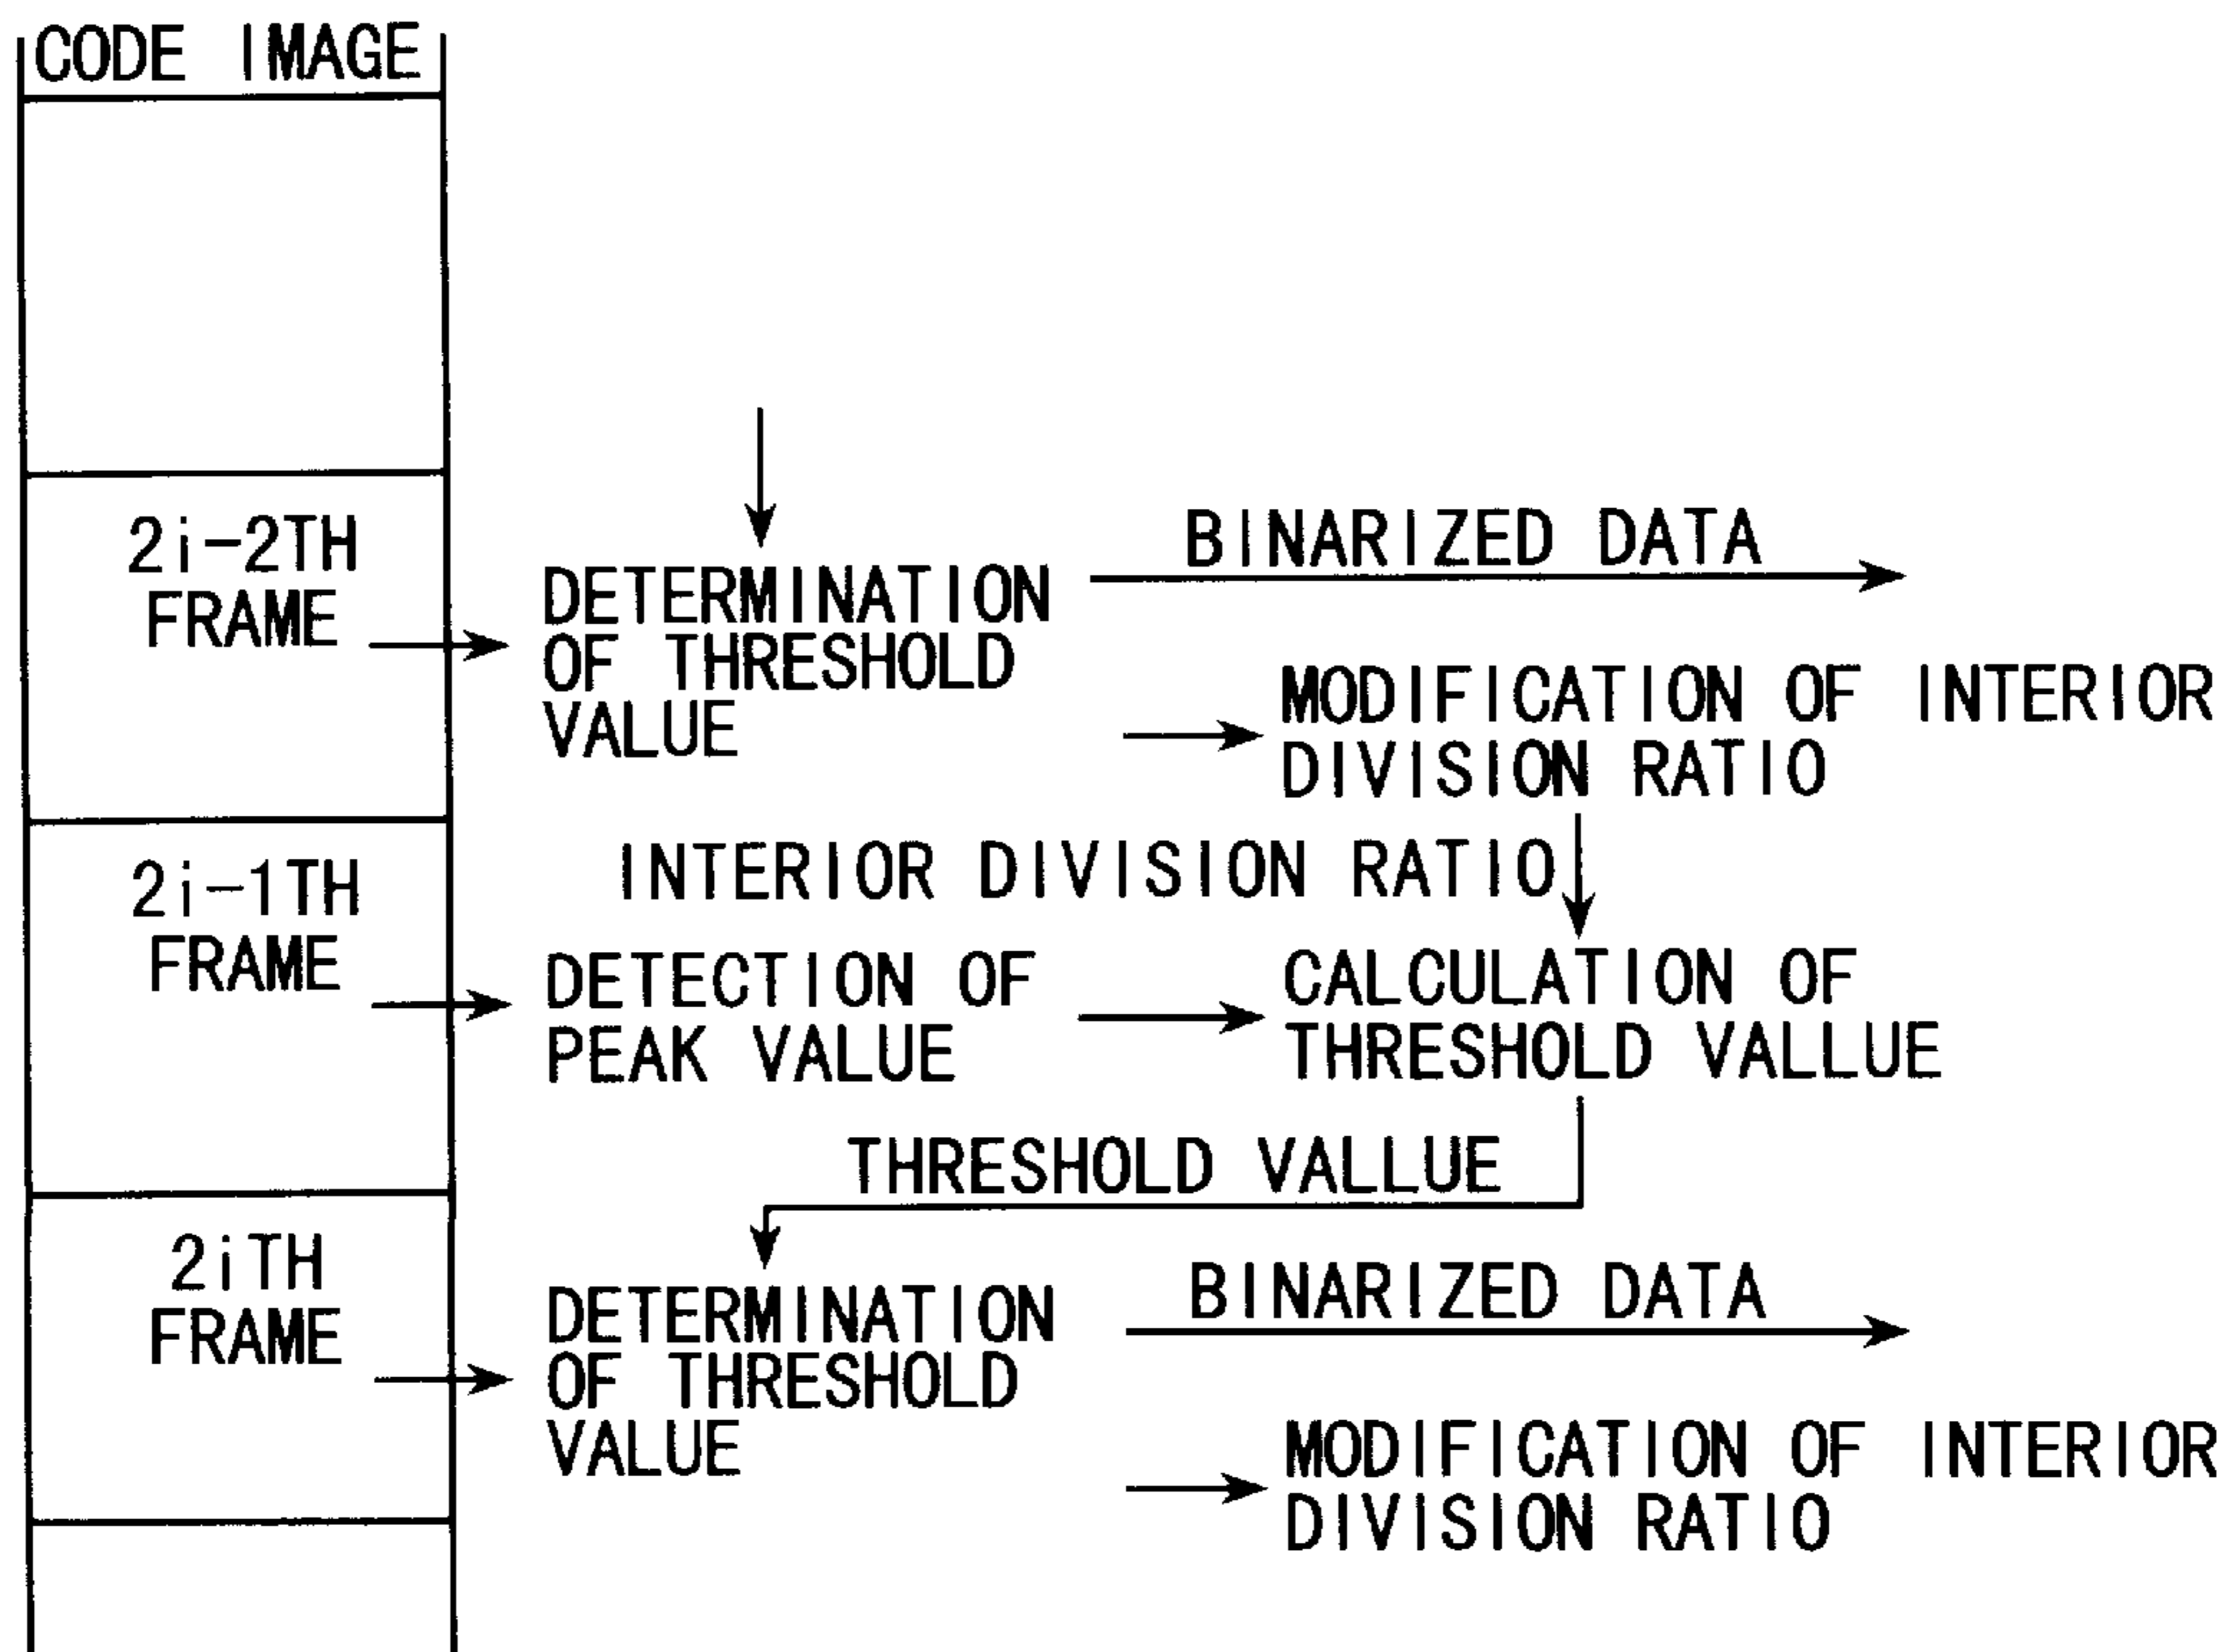 CODE IMAGE
2i-2TH
FRAME
DETERMINATION
OF THRESHOLD
VALUE
BINARIZED DATA
MODIFICATION OF INTERIOR
DIVISION RATIO
INTERIOR DIVISION RATIO
2i-1TH
FRAME
DETECTION OF
PEAK VALUE
CALCULATION OF
THRESHOLD VALLUE
THRESHOLD VALLUE
2iTH
FRAME
DETERMINATION
OF THRESHOLD
VALUE
BINARIZED DATA
MODIFICATION OF INTERIOR
DIVISION RATIO